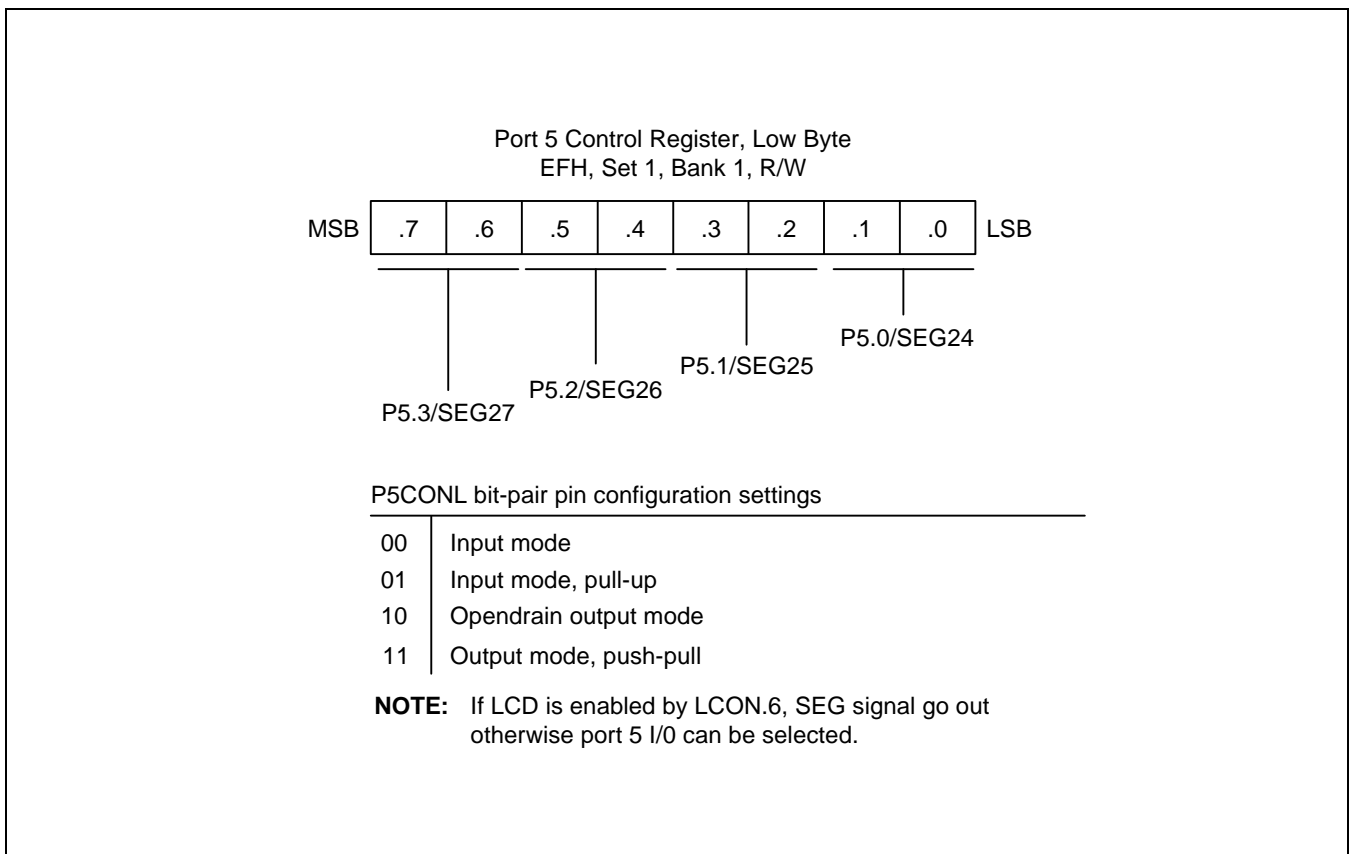 Port 5 Control Register, Low Byte
EFH, Set 1, Bank 1, R/W
MSB .7 .6 .5 .4 .3 .2 .1 .0 LSB
P5.0/SEG24
P5.1/SEG25
P5.2/SEG26
P5.3/SEG27
P5CONL bit-pair pin configuration settings
00 Input mode
01 Input mode, pull-up
10 Opendrain output mode
11 Output mode, push-pull
NOTE: If LCD is enabled by LCON.6, SEG signal go out
otherwise port 5 I/0 can be selected.